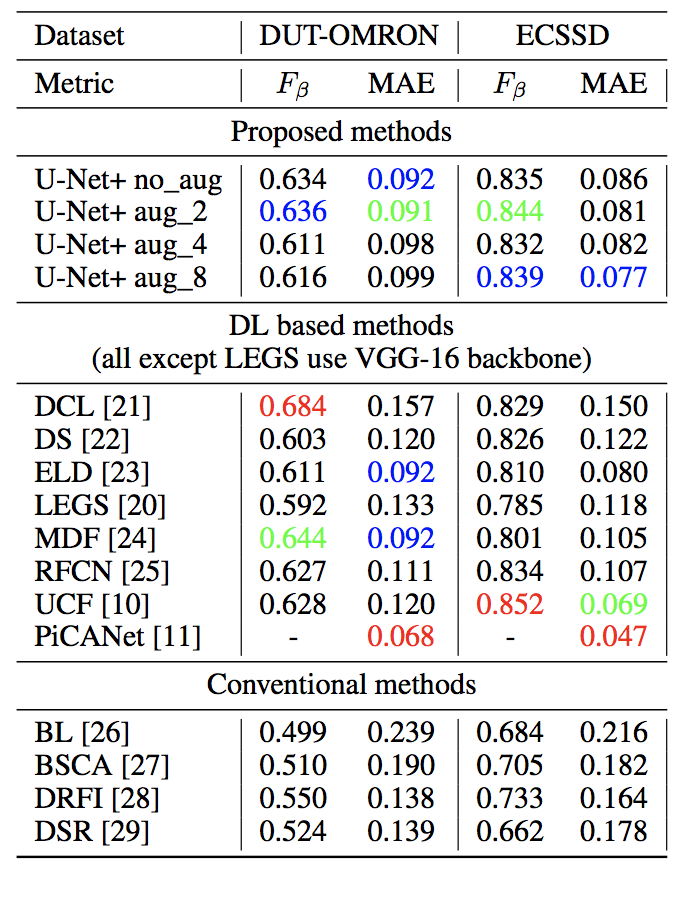 Dataset DUT-OMRON ECSSD
Metric Fβ MAE Fβ MAE
Proposed methods
U-Net+ no_aug 0.634 0.092 0.835 0.086
U-Net+ aug_2 0.636 0.091 0.844 0.081
U-Net+ aug_4 0.611 0.098 0.832 0.082
U-Net+ aug_8 0.616 0.099 0.839 0.077
DL based methods
(all except LEGS use VGG-16 backbone)
DCL [21] 0.684 0.157 0.829 0.150
DS [22] 0.603 0.120 0.826 0.122
ELD [23] 0.611 0.092 0.810 0.080
LEGS [20] 0.592 0.133 0.785 0.118
MDF [24] 0.644 0.092 0.801 0.105
RFCN [25] 0.627 0.111 0.834 0.107
UCF [10] 0.628 0.120 0.852 0.069
PiCANet [11] - 0.068 - 0.047
Conventional methods
BL [26] 0.499 0.239 0.684 0.216
BSCA [27] 0.510 0.190 0.705 0.182
DRFI [28] 0.550 0.138 0.733 0.164
DSR [29] 0.524 0.139 0.662 0.178